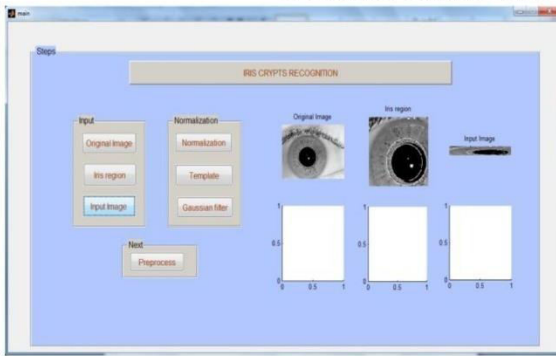 main
Steps
IRIS CRYPTS RECOGNITION
Input
Original Image
Iris region
Input Image
Normalization
Normalization
Template
Gaussian filter
Next
Preprocess
Original Image
Iris region
Input Image
1
0.5
0
0 0.5 1
1
0.5
0
0 0.5 1
1
0.5
0
0 0.5 1